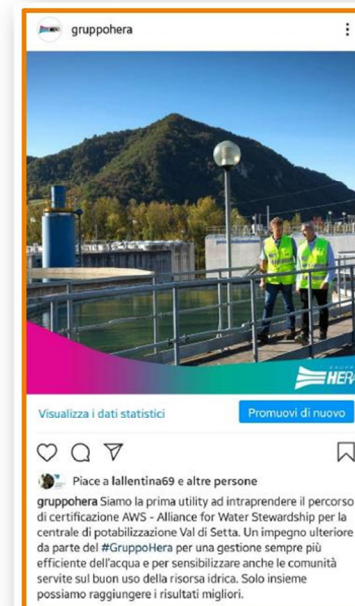 gruppohera
GRUPPO
HERA
Visualizza i dati statistici
Promuovi di nuovo
Piace a lallentina69 e altre persone
gruppohera Siamo la prima utility ad intraprendere il percorso
di certificazione AWS - Alliance for Water Stewardship per la
centrale di potabilizzazione Val di Setta. Un impegno ulteriore
da parte del #GruppoHera per una gestione sempre più
efficiente dell'acqua e per sensibilizzare anche le comunità
servite sul buon uso della risorsa idrica. Solo insieme
possiamo raggiungere i risultati migliori.